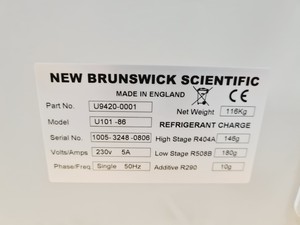 NEW BRUNSWICK SCIENTIFIC
MADE IN ENGLAND CE
Part No. U9420-0001 Net Weight 116Kg
Model U101 -86 REFRIGERANT CHARGE
Serial No. 1005-3248-0806 High Stage R404A 146g
Volts/Amps 230v 5A Low Stage R508B 180g
Phase/Freq. Single 50Hz Additive R290 10g